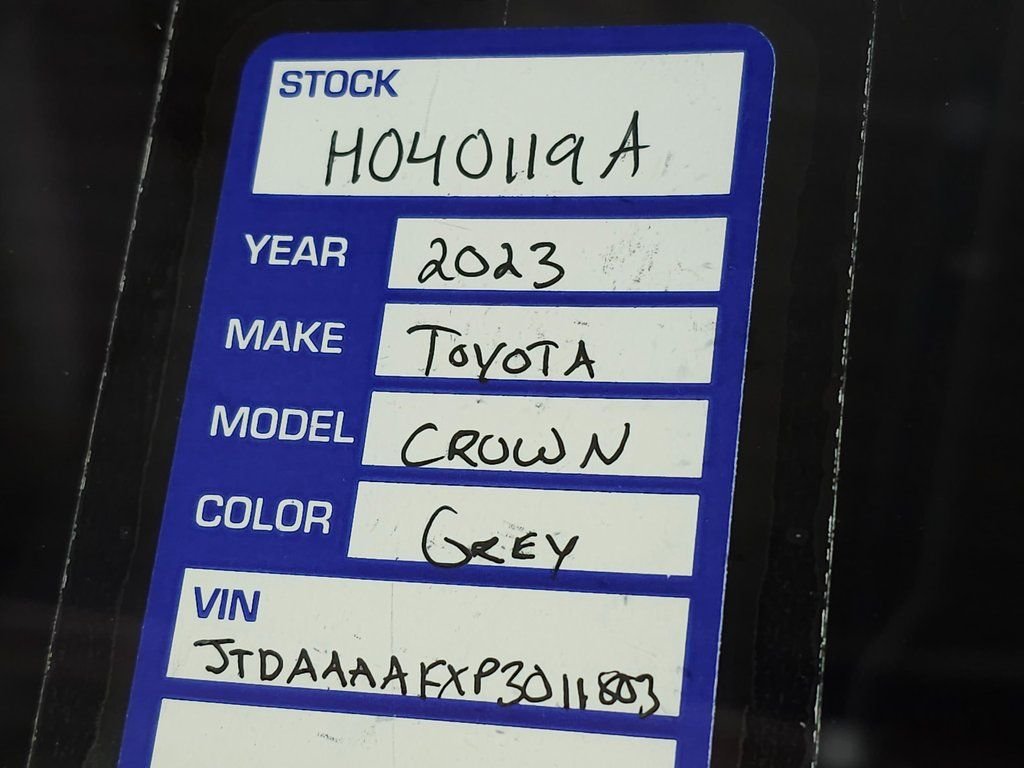 STOCK
H040119A
YEAR 2023
MAKE TOYOTA
MODEL CROWN
COLOR GREY
VIN
JTDAAAAFXP3011803